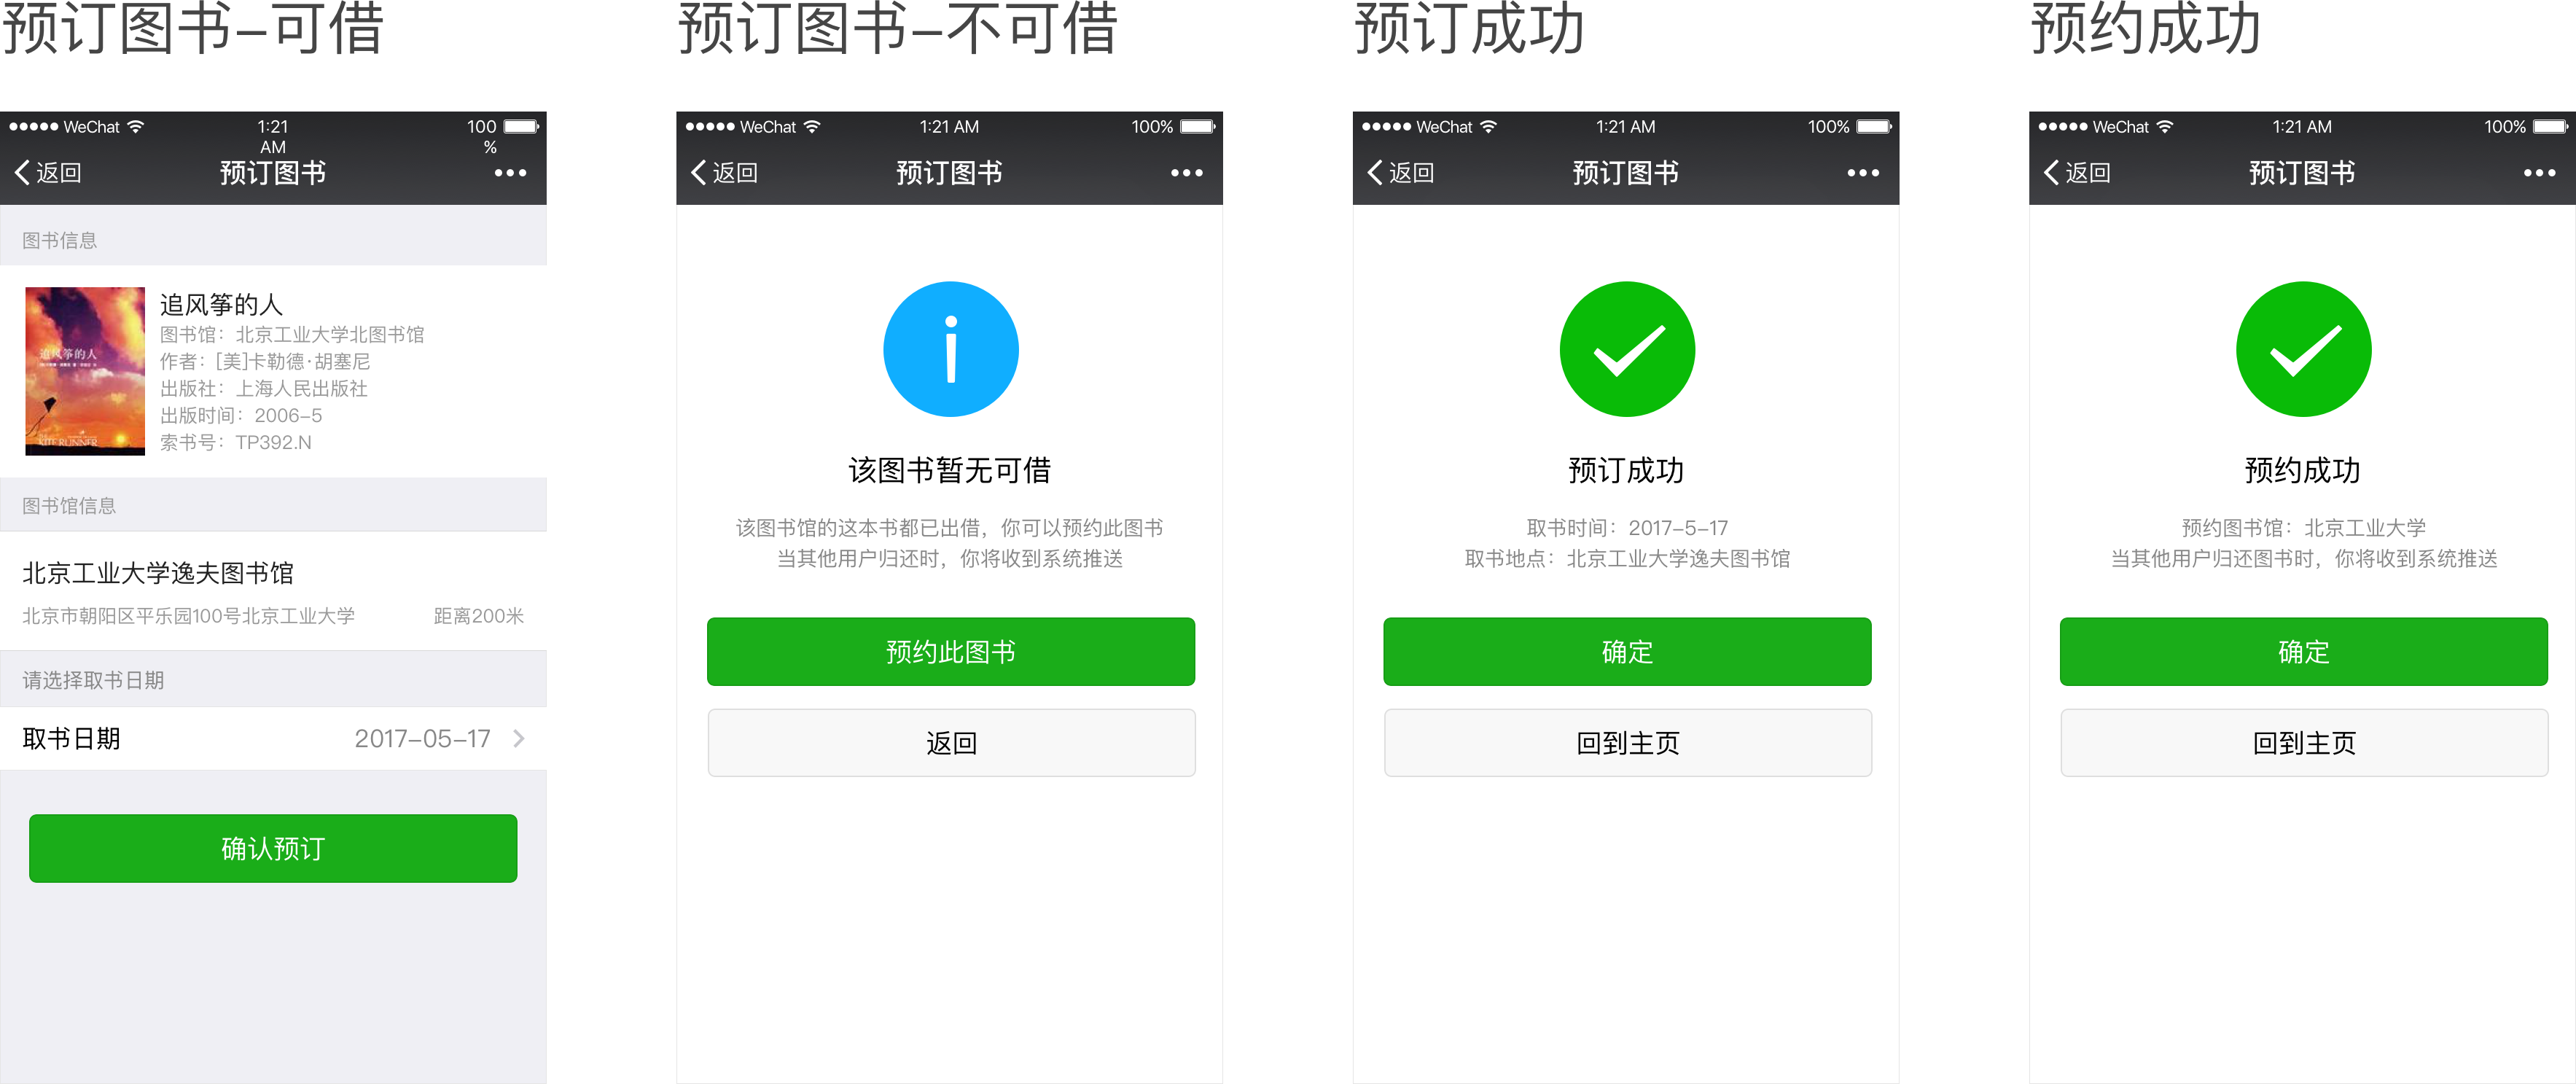 预订图书-可借
WeChat 1:21 AM 100%
返回 预订图书
图书信息
追风筝的人
追风筝的人
图书馆：北京工业大学北图书馆
作者：[美]卡勒德·胡塞尼
出版社：上海人民出版社
出版时间：2006-5
索书号：TP392.N
KITE RUNNER
图书馆信息
北京工业大学逸夫图书馆
北京市朝阳区平乐园100号北京工业大学 距离200米
请选择取书日期
取书日期 2017-05-17
确认预订
预订图书-不可借
WeChat 1:21 AM 100%
返回 预订图书
该图书暂无可借
该图书馆的这本书都已出借，你可以预约此图书
当其他用户归还时，你将收到系统推送
预约此图书
返回
预订成功
WeChat 1:21 AM 100%
返回 预订图书
预订成功
取书时间：2017-5-17
取书地点：北京工业大学逸夫图书馆
确定
回到主页
预约成功
WeChat 1:21 AM 100%
返回 预订图书
预约成功
预约图书馆：北京工业大学
当其他用户归还图书时，你将收到系统推送
确定
回到主页